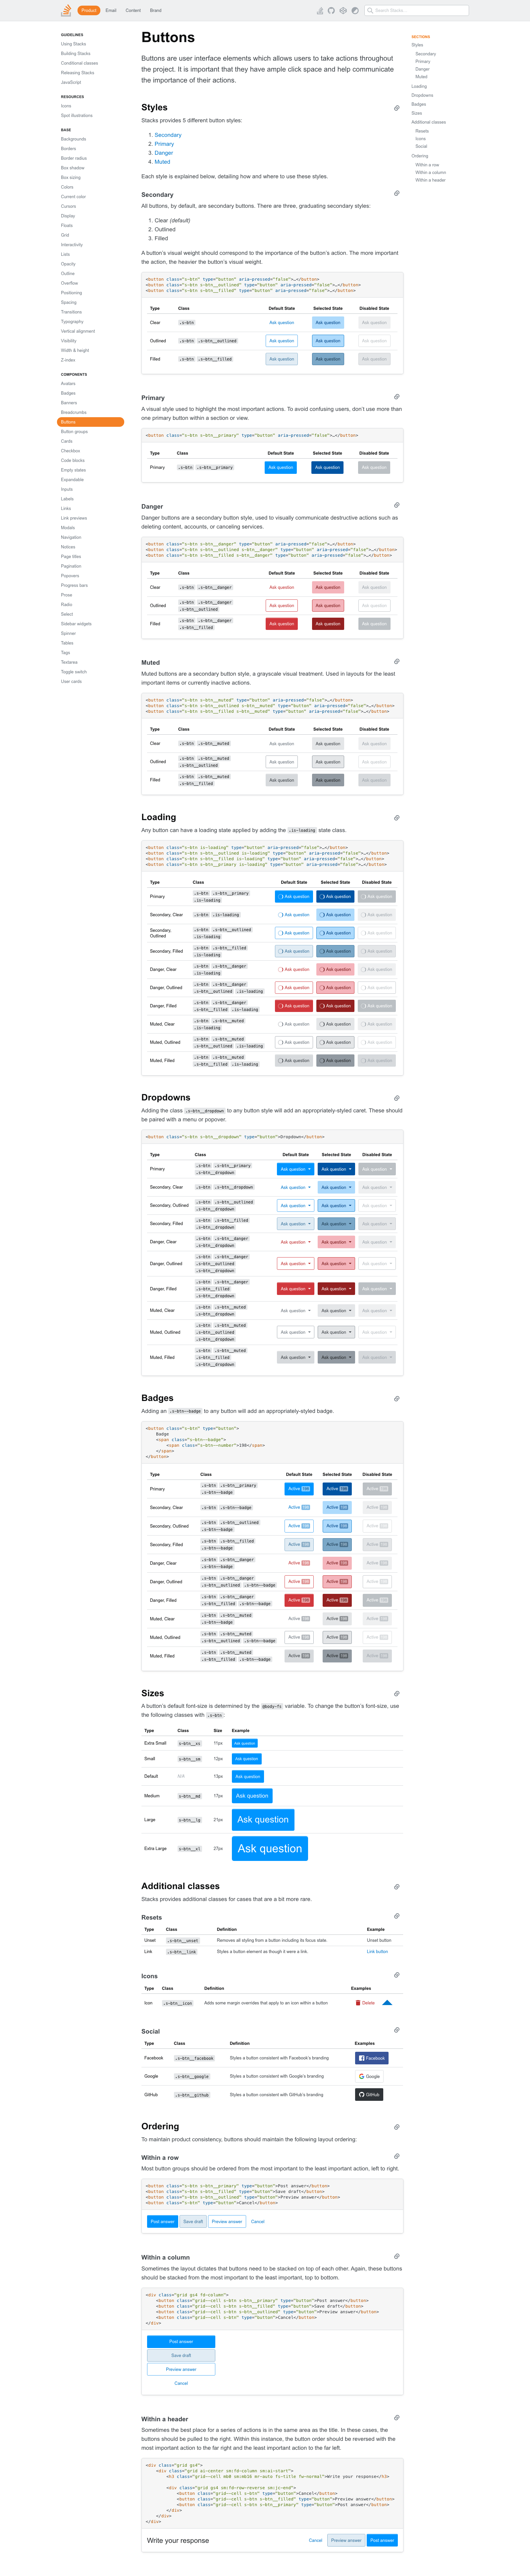 Product Email Content Brand
Search Stacks…
GUIDELINES
Using Stacks
Building Stacks
Conditional classes
Releasing Stacks
JavaScript
RESOURCES
Icons
Spot illustrations
BASE
Backgrounds
Borders
Border radius
Box shadow
Box sizing
Colors
Current color
Cursors
Display
Floats
Grid
Interactivity
Lists
Opacity
Outline
Overflow
Positioning
Spacing
Transitions
Typography
Vertical alignment
Visibility
Width & height
Z-index
COMPONENTS
Avatars
Badges
Banners
Breadcrumbs
Buttons
Button groups
Cards
Checkbox
Code blocks
Empty states
Expandable
Inputs
Labels
Links
Link previews
Modals
Navigation
Notices
Page titles
Pagination
Popovers
Progress bars
Prose
Radio
Select
Sidebar widgets
Spinner
Tables
Tags
Textarea
Toggle switch
User cards
Buttons
Buttons are user interface elements which allows users to take actions throughout
the project. It is important that they have ample click space and help communicate
the importance of their actions.
Styles
Stacks provides 5 different button styles:
1. Secondary
2. Primary
3. Danger
4. Muted
Each style is explained below, detailing how and where to use these styles.
Secondary
All buttons, by default, are secondary buttons. There are three, graduating secondary styles:
1. Clear (default)
2. Outlined
3. Filled
A button's visual weight should correspond to the importance of the button's action. The more important
the action, the heavier the button's visual weight.
<button class="s-btn" type="button" aria-pressed="false">…</button>
<button class="s-btn s-btn__outlined" type="button" aria-pressed="false">…</button>
<button class="s-btn s-btn__filled" type="button" aria-pressed="false">…</button>
Type Class Default State Selected State Disabled State
Clear .s-btn Ask question Ask question Ask question
Outlined .s-btn .s-btn__outlined Ask question Ask question Ask question
Filled .s-btn .s-btn__filled Ask question Ask question Ask question
Primary
A visual style used to highlight the most important actions. To avoid confusing users, don't use more than
one primary button within a section or view.
<button class="s-btn s-btn__primary" type="button" aria-pressed="false">…</button>
Type Class Default State Selected State Disabled State
Primary .s-btn .s-btn__primary Ask question Ask question Ask question
Danger
Danger buttons are a secondary button style, used to visually communicate destructive actions such as
deleting content, accounts, or canceling services.
<button class="s-btn s-btn__danger" type="button" aria-pressed="false">…</button>
<button class="s-btn s-btn__outlined s-btn__danger" type="button" aria-pressed="false">…</button>
<button class="s-btn s-btn__filled s-btn__danger" type="button" aria-pressed="false">…</button>
Type Class Default State Selected State Disabled State
Clear .s-btn .s-btn__danger Ask question Ask question Ask question
Outlined .s-btn .s-btn__danger .s-btn__outlined Ask question Ask question Ask question
Filled .s-btn .s-btn__danger .s-btn__filled Ask question Ask question Ask question
Muted
Muted buttons are a secondary button style, a grayscale visual treatment. Used in layouts for the least
important items or currently inactive actions.
<button class="s-btn s-btn__muted" type="button" aria-pressed="false">…</button>
<button class="s-btn s-btn__outlined s-btn__muted" type="button" aria-pressed="false">…</button>
<button class="s-btn s-btn__filled s-btn__muted" type="button" aria-pressed="false">…</button>
Type Class Default State Selected State Disabled State
Clear .s-btn .s-btn__muted Ask question Ask question Ask question
Outlined .s-btn .s-btn__muted .s-btn__outlined Ask question Ask question Ask question
Filled .s-btn .s-btn__muted .s-btn__filled Ask question Ask question Ask question
Loading
Any button can have a loading state applied by adding the .is-loading state class.
<button class="s-btn is-loading" type="button" aria-pressed="false">…</button>
<button class="s-btn s-btn__outlined is-loading" type="button" aria-pressed="false">…</button>
<button class="s-btn s-btn__filled is-loading" type="button" aria-pressed="false">…</button>
<button class="s-btn s-btn__primary is-loading" type="button" aria-pressed="false">…</button>
Type Class Default State Selected State Disabled State
Primary .s-btn .s-btn__primary .is-loading Ask question Ask question Ask question
Secondary, Clear .s-btn .is-loading Ask question Ask question Ask question
Secondary, Outlined .s-btn .s-btn__outlined .is-loading Ask question Ask question Ask question
Secondary, Filled .s-btn .s-btn__filled .is-loading Ask question Ask question Ask question
Danger, Clear .s-btn .s-btn__danger .is-loading Ask question Ask question Ask question
Danger, Outlined .s-btn .s-btn__danger .s-btn__outlined .is-loading Ask question Ask question Ask question
Danger, Filled .s-btn .s-btn__danger .s-btn__filled .is-loading Ask question Ask question Ask question
Muted, Clear .s-btn .s-btn__muted .is-loading Ask question Ask question Ask question
Muted, Outlined .s-btn .s-btn__muted .s-btn__outlined .is-loading Ask question Ask question Ask question
Muted, Filled .s-btn .s-btn__muted .s-btn__filled .is-loading Ask question Ask question Ask question
Dropdowns
Adding the class .s-btn__dropdown to any button style will add an appropriately-styled caret. These should
be paired with a menu or popover.
<button class="s-btn s-btn__dropdown" type="button">Dropdown</button>
Type Class Default State Selected State Disabled State
Primary .s-btn .s-btn__primary .s-btn__dropdown Ask question Ask question Ask question
Secondary, Clear .s-btn .s-btn__dropdown Ask question Ask question Ask question
Secondary, Outlined .s-btn .s-btn__outlined .s-btn__dropdown Ask question Ask question Ask question
Secondary, Filled .s-btn .s-btn__filled .s-btn__dropdown Ask question Ask question Ask question
Danger, Clear .s-btn .s-btn__danger .s-btn__dropdown Ask question Ask question Ask question
Danger, Outlined .s-btn .s-btn__danger .s-btn__outlined .s-btn__dropdown Ask question Ask question Ask question
Danger, Filled .s-btn .s-btn__danger .s-btn__filled .s-btn__dropdown Ask question Ask question Ask question
Muted, Clear .s-btn .s-btn__muted .s-btn__dropdown Ask question Ask question Ask question
Muted, Outlined .s-btn .s-btn__muted .s-btn__outlined .s-btn__dropdown Ask question Ask question Ask question
Muted, Filled .s-btn .s-btn__muted .s-btn__filled .s-btn__dropdown Ask question Ask question Ask question
Badges
Adding an .s-btn--badge to any button will add an appropriately-styled badge.
<button class="s-btn" type="button">
Badge
<span class="s-btn--badge">
<span class="s-btn--number">198</span>
</span>
</button>
Type Class Default State Selected State Disabled State
Primary .s-btn .s-btn__primary .s-btn--badge Active 198 Active 198 Active 198
Secondary, Clear .s-btn .s-btn--badge Active 198 Active 198 Active 198
Secondary, Outlined .s-btn .s-btn__outlined .s-btn--badge Active 198 Active 198 Active 198
Secondary, Filled .s-btn .s-btn__filled .s-btn--badge Active 198 Active 198 Active 198
Danger, Clear .s-btn .s-btn__danger .s-btn--badge Active 198 Active 198 Active 198
Danger, Outlined .s-btn .s-btn__danger .s-btn__outlined .s-btn--badge Active 198 Active 198 Active 198
Danger, Filled .s-btn .s-btn__danger .s-btn__filled .s-btn--badge Active 198 Active 198 Active 198
Muted, Clear .s-btn .s-btn__muted .s-btn--badge Active 198 Active 198 Active 198
Muted, Outlined .s-btn .s-btn__muted .s-btn__outlined .s-btn--badge Active 198 Active 198 Active 198
Muted, Filled .s-btn .s-btn__muted .s-btn__filled .s-btn--badge Active 198 Active 198 Active 198
Sizes
A button's default font-size is determined by the @body-fs variable. To change the button's font-size, use
the following classes with .s-btn:
Type Class Size Example
Extra Small s-btn__xs 11px Ask question
Small s-btn__sm 12px Ask question
Default N/A 13px Ask question
Medium s-btn__md 17px Ask question
Large s-btn__lg 21px Ask question
Extra Large s-btn__xl 27px Ask question
Additional classes
Stacks provides additional classes for cases that are a bit more rare.
Resets
Type Class Definition Example
Unset .s-btn__unset Removes all styling from a button including its focus state. Unset button
Link .s-btn__link Styles a button element as though it were a link. Link button
Icons
Type Class Definition Examples
Icon .s-btn__icon Adds some margin overrides that apply to an icon within a button Delete
Social
Type Class Definition Examples
Facebook .s-btn__facebook Styles a button consistent with Facebook's branding Facebook
Google .s-btn__google Styles a button consistent with Google's branding Google
GitHub .s-btn__github Styles a button consistent with GitHub's branding GitHub
Ordering
To maintain product consistency, buttons should maintain the following layout ordering:
Within a row
Most button groups should be ordered from the most important to the least important action, left to right.
<button class="s-btn s-btn__primary" type="button">Post answer</button>
<button class="s-btn s-btn__filled" type="button">Save draft</button>
<button class="s-btn s-btn__outlined" type="button">Preview answer</button>
<button class="s-btn" type="button">Cancel</button>
Post answer Save draft Preview answer Cancel
Within a column
Sometimes the layout dictates that buttons need to be stacked on top of each other. Again, these buttons
should be stacked from the most important to the least important, top to bottom.
<div class="grid gs4 fd-column">
<button class="grid--cell s-btn s-btn__primary" type="button">Post answer</button>
<button class="grid--cell s-btn s-btn__filled" type="button">Save draft</button>
<button class="grid--cell s-btn s-btn__outlined" type="button">Preview answer</button>
<button class="grid--cell s-btn" type="button">Cancel</button>
</div>
Post answer
Save draft
Preview answer
Cancel
Within a header
Sometimes the best place for a series of actions is in the same area as the title. In these cases, the
buttons should be pulled to the right. Within this instance, the button order should be reversed with the
most important action to the far right and the least important action to the far left.
<div class="grid gs4">
<div class="grid ai-center sm:fd-column sm:ai-start">
<h3 class="grid--cell mb0 sm:mb16 mr-auto fs-title fw-normal">Write your response</h3>
<div class="grid gs4 sm:fd-row-reverse sm:jc-end">
<button class="grid--cell s-btn" type="button">Cancel</button>
<button class="grid--cell s-btn s-btn__filled" type="button">Preview answer</button>
<button class="grid--cell s-btn s-btn__primary" type="button">Post answer</button>
</div>
</div>
</div>
Write your response Cancel Preview answer Post answer
SECTIONS
Styles
Secondary
Primary
Danger
Muted
Loading
Dropdowns
Badges
Sizes
Additional classes
Resets
Icons
Social
Ordering
Within a row
Within a column
Within a header